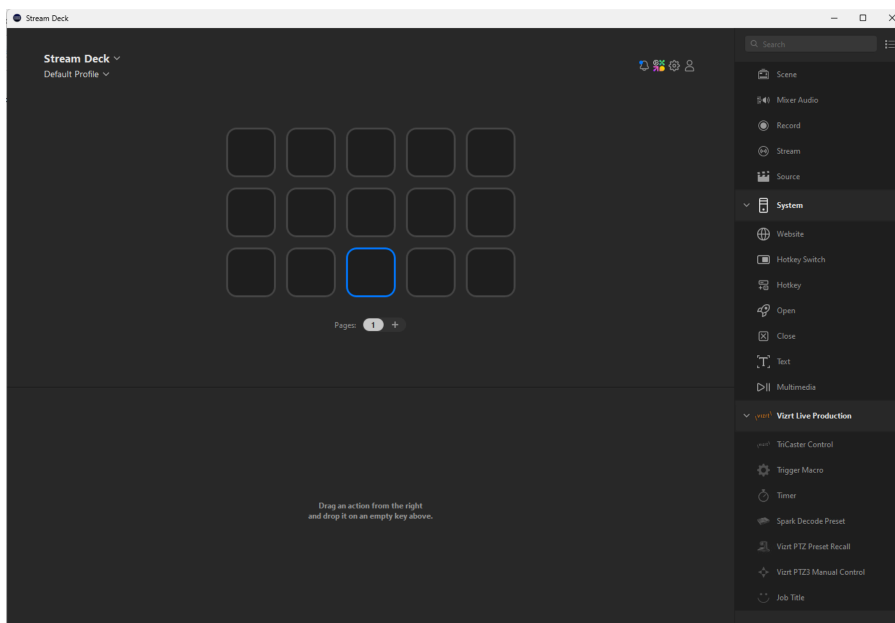 Stream Deck
Stream Deck
Default Profile
Pages: 1 +
Drag an action from the right
and drop it on an empty key above.
Search
Scene
Mixer Audio
Record
Stream
Source
System
Website
Hotkey Switch
Hotkey
Open
Close
Text
Multimedia
vizrt Vizrt Live Production
TriCaster Control
Trigger Macro
Timer
Spark Decode Preset
Vizrt PTZ Preset Recall
Vizrt PTZ3 Manual Control
Job Title